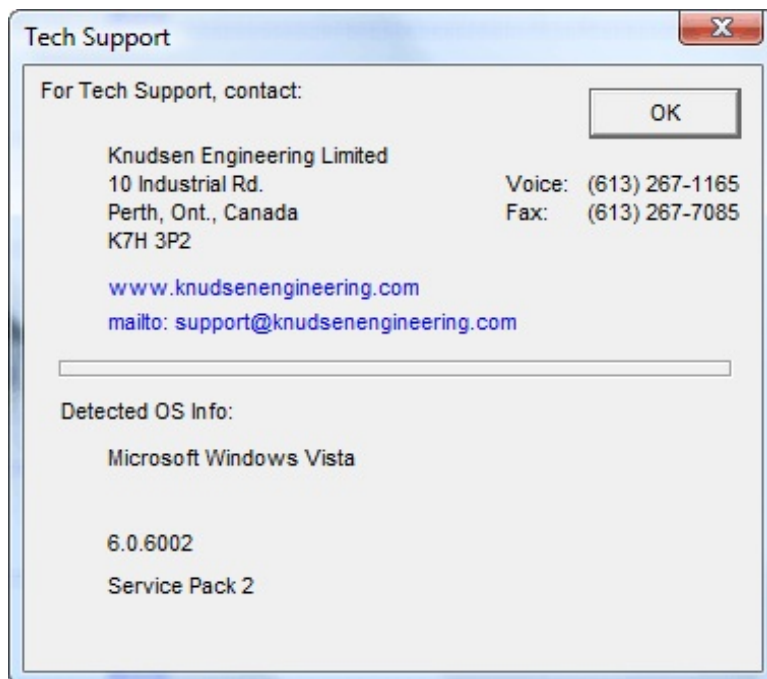 Tech Support
For Tech Support, contact:
OK
Knudsen Engineering Limited
10 Industrial Rd.
Voice: (613) 267-1165
Perth, Ont., Canada
Fax: (613) 267-7085
K7H 3P2
www.knudsenengineering.com
mailto: support@knudsenengineering.com
Detected OS Info:
Microsoft Windows Vista
6.0.6002
Service Pack 2